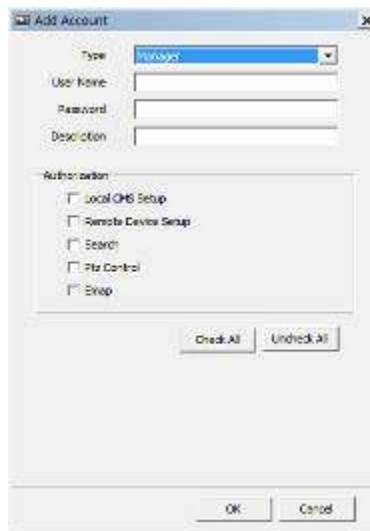 Add Account
Type Manager
User Name
Password
Description
Authorization
Local CMS Setup
Remote Device Setup
Search
Ptz Control
Emap
Check All Uncheck All
OK Cancel